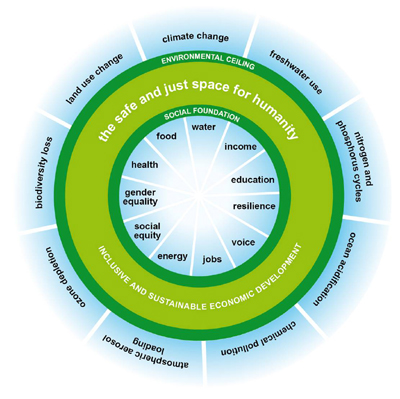 climate change
freshwater use
nitrogen and
phosphorus cycles
ocean acidification
chemical pollution
atmospheric aerosol
loading
ozone depletion
biodiversity loss
land use change
ENVIRONMENTAL CEILING
the safe and just space for humanity
SOCIAL FOUNDATION
water
income
education
resilience
voice
jobs
energy
social
equity
gender
equality
health
food
INCLUSIVE AND SUSTAINABLE ECONOMIC DEVELOPMENT